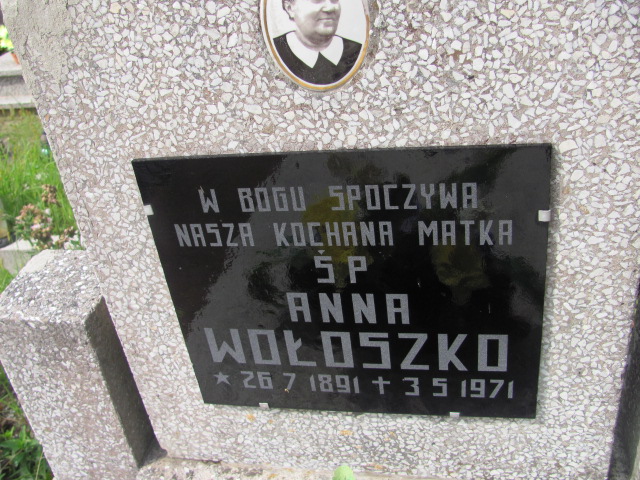 W BOGU SPOCZYWA
NASZA KOCHANA MATKA
ŚP
ANNA
WOŁOSZKO
* 26 7 1891 + 3 5 1971